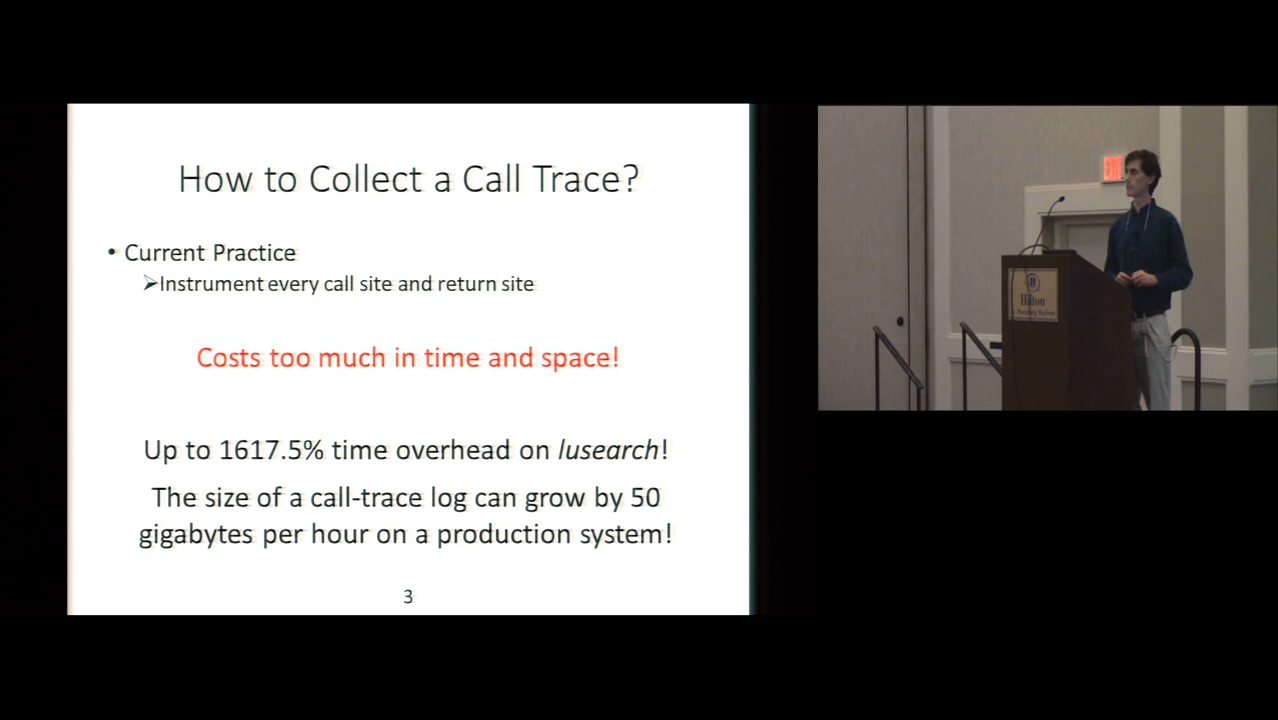 How to Collect a Call Trace?
• Current Practice
➢Instrument every call site and return site
Costs too much in time and space!
Up to 1617.5% time overhead on lusearch!
The size of a call-trace log can grow by 50
gigabytes per hour on a production system!
3
Hilton